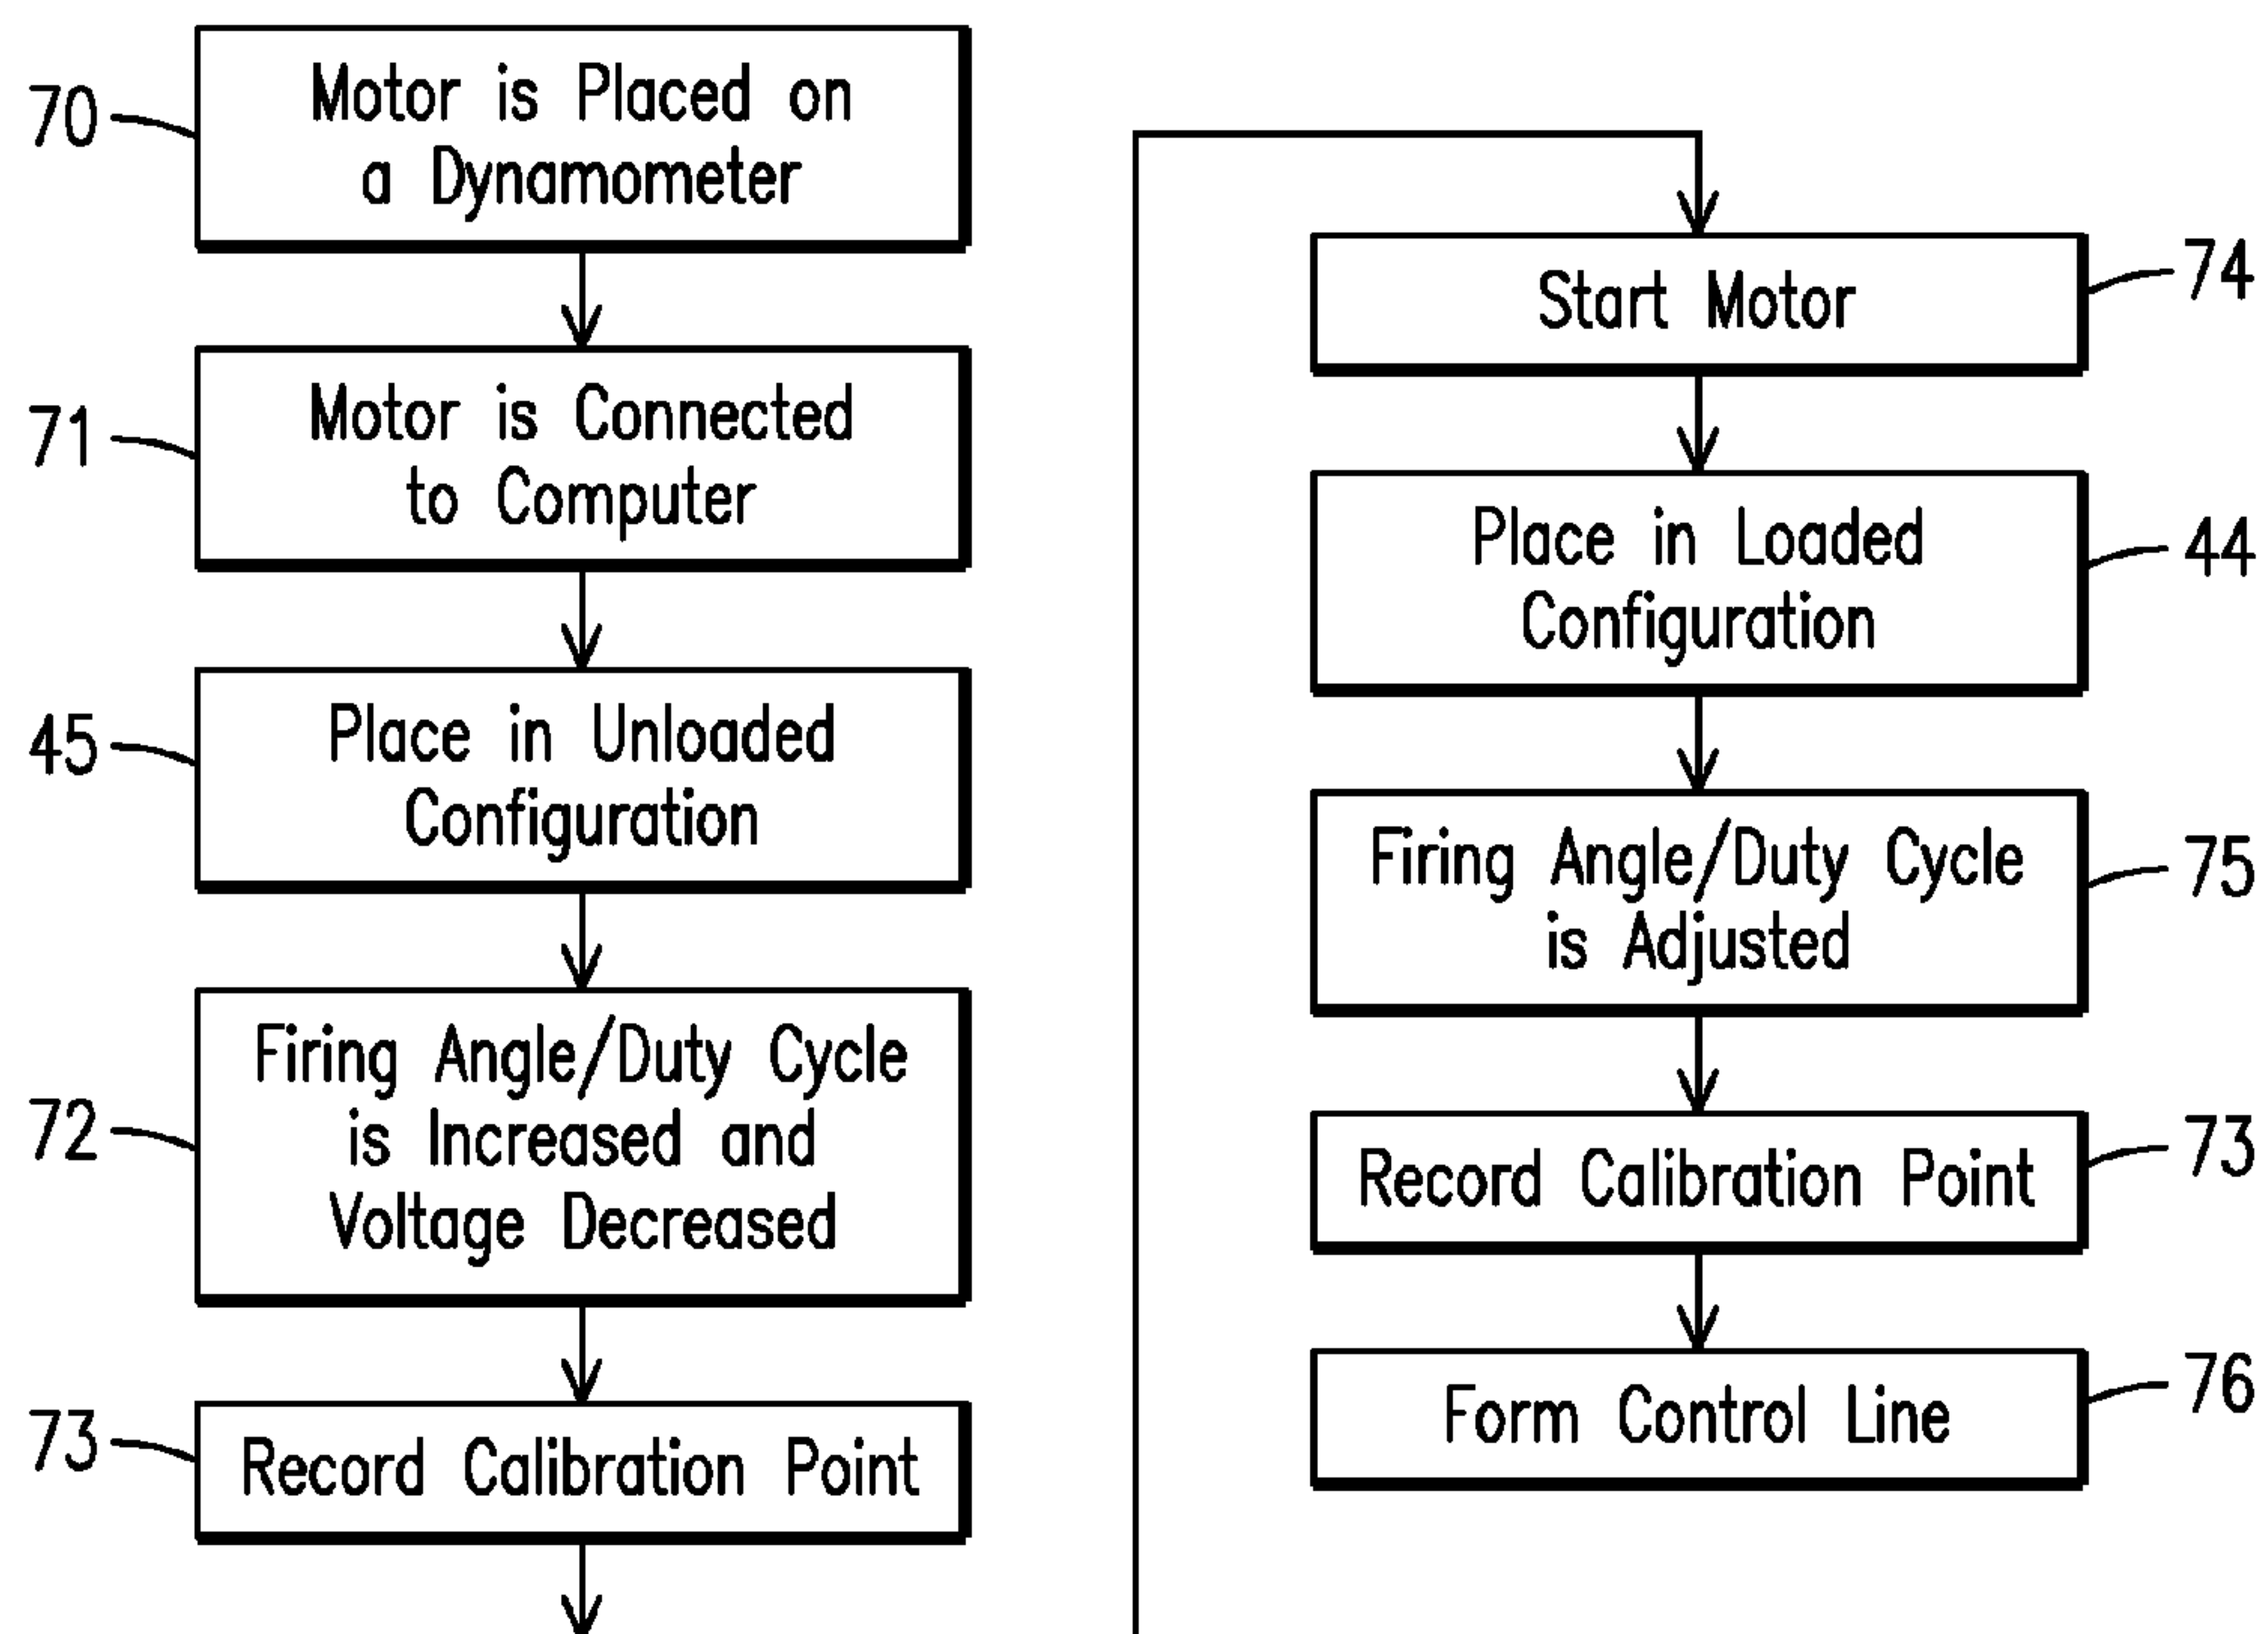 70
Motor is Placed on
a Dynamometer
71
Motor is Connected
to Computer
45
Place in Unloaded
Configuration
72
Firing Angle/Duty Cycle
is Increased and
Voltage Decreased
73
Record Calibration Point
Start Motor
74
Place in Loaded
Configuration
44
Firing Angle/Duty Cycle
is Adjusted
75
Record Calibration Point
73
Form Control Line
76